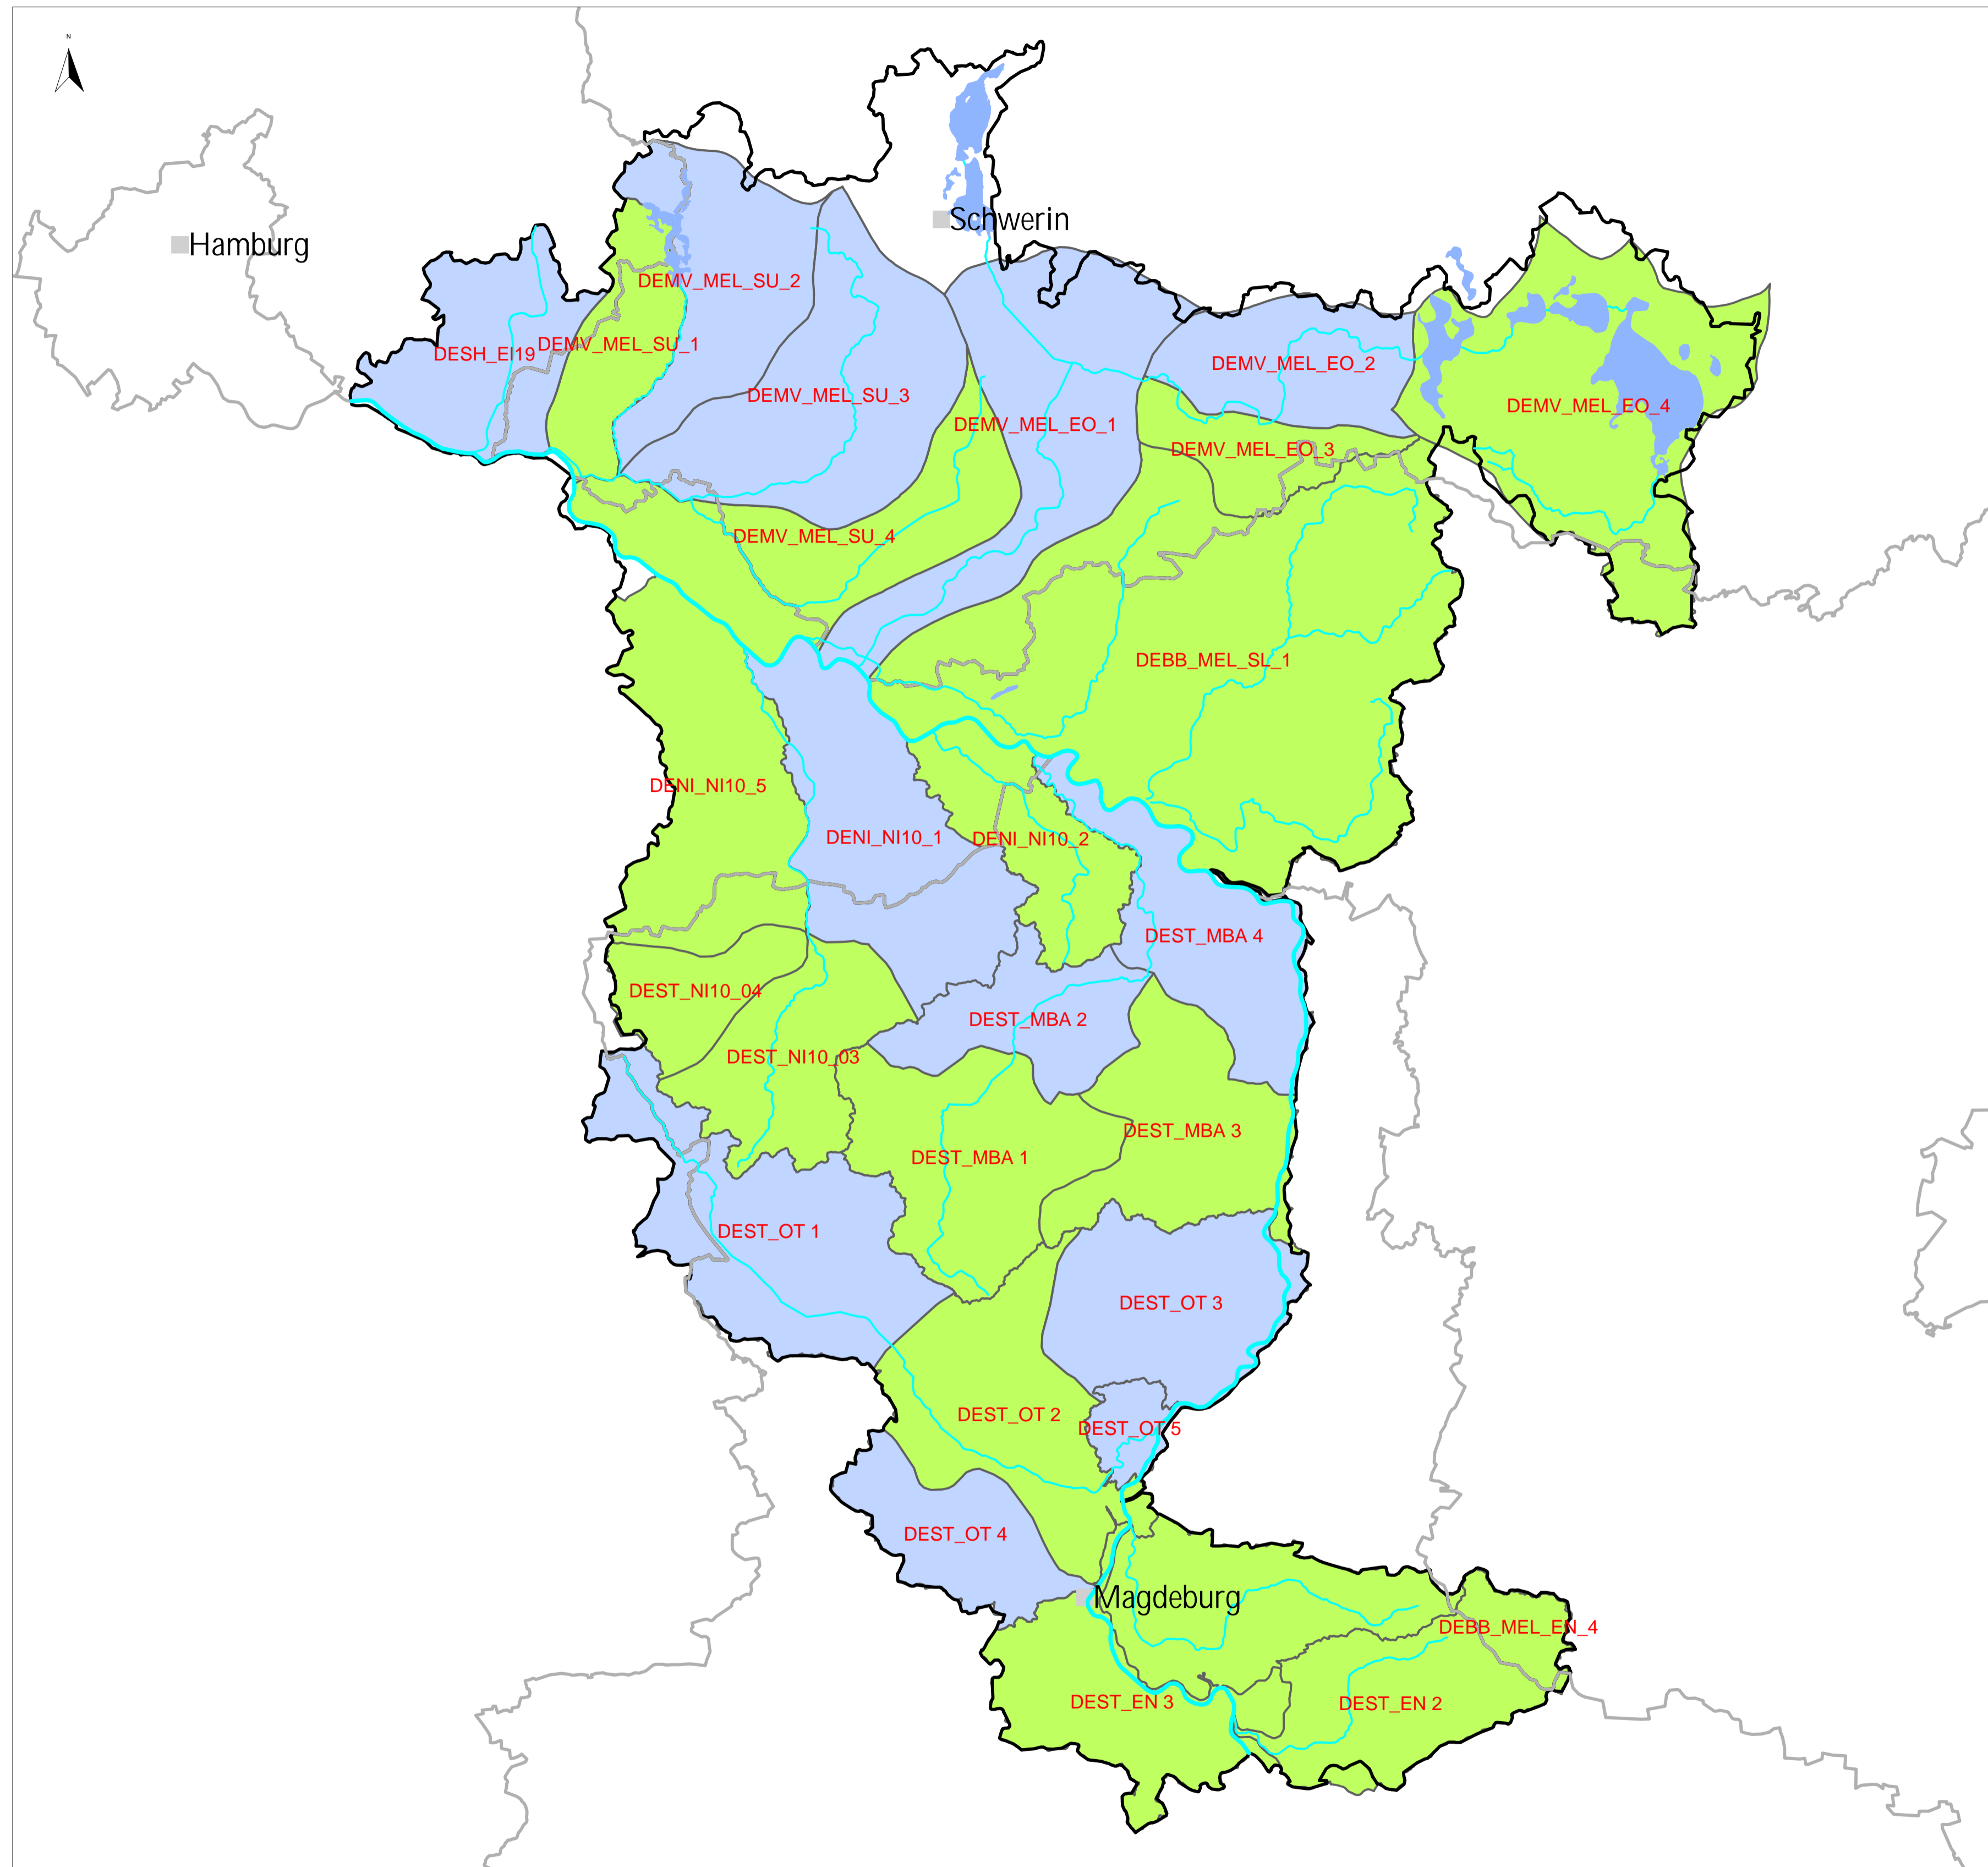 N
Schwerin
Hamburg
DEMV_MEL_SU_2
DEMV_MEL_SU_1
DESH_EI19
DEMV_MEL_EO_2
DEMV_MEL_SU_3
DEMV_MEL_EO_4
DEMV_MEL_EO_1
DEMV_MEL_EO_3
DEMV_MEL_SU_4
DEBB_MEL_SL_1
DENI_NI10_5
DENI_NI10_1
DENI_NI10_2
DEST_MBA 4
DEST_NI10_04
DEST_MBA 2
DEST_NI10_03
DEST_MBA 3
DEST_MBA 1
DEST_OT 1
DEST_OT 3
DEST_OT 2
DEST_OT 5
DEST_OT 4
Magdeburg
DEBB_MEL_EN_4
DEST_EN 3
DEST_EN 2